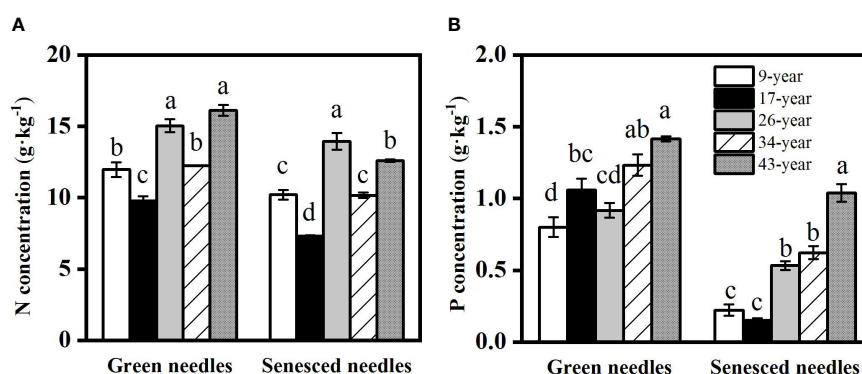 A
N concentration (g·kg⁻¹)
20
15
10
5
0
b
c
a
b
a
c
d
a
c
b
Green needles
Senesced needles
B
P concentration (g·kg⁻¹)
2.0
1.5
1.0
0.5
0.0
9-year
17-year
26-year
34-year
43-year
d
bc
cd
ab
a
c
c
b
b
a
Green needles
Senesced needles